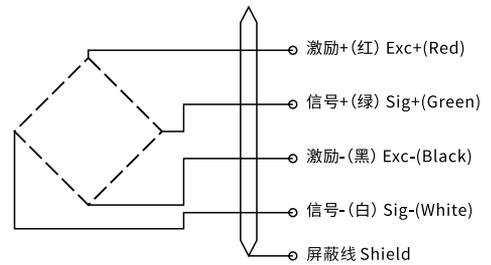 激励+(红) Exc+(Red)
信号+(绿) Sig+(Green)
激励-(黑) Exc-(Black)
信号-(白) Sig-(White)
屏蔽线 Shield